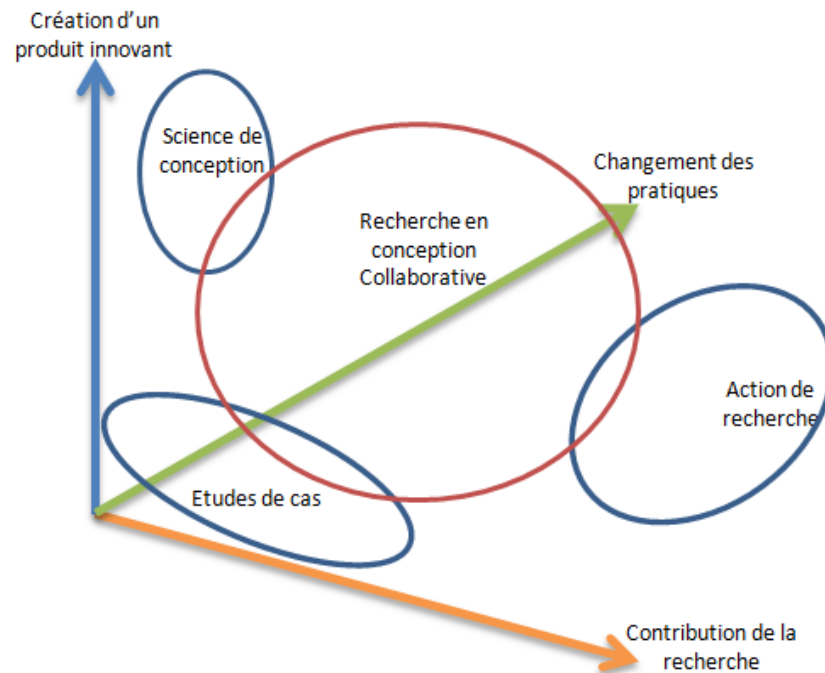 Création d'un
produit innovant
Science de
conception
Changement des
pratiques
Recherche en
conception
Collaborative
Action de
recherche
Etudes de cas
Contribution de la
recherche